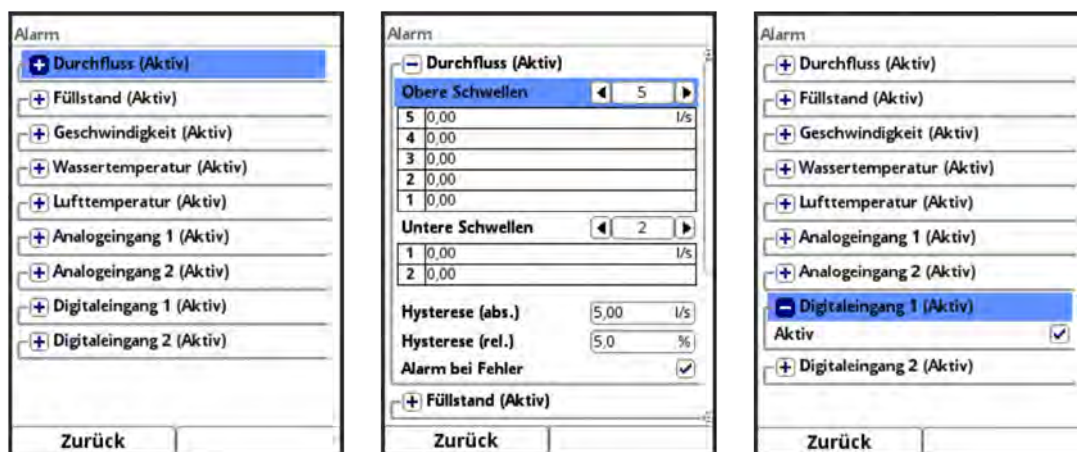 Alarm
Durchfluss (Aktiv)
Füllstand (Aktiv)
Geschwindigkeit (Aktiv)
Wassertemperatur (Aktiv)
Lufttemperatur (Aktiv)
Analogeingang 1 (Aktiv)
Analogeingang 2 (Aktiv)
Digitaleingang 1 (Aktiv)
Digitaleingang 2 (Aktiv)
Zurück
Alarm
Durchfluss (Aktiv)
Obere Schwellen 5
5 0,00 l/s
4 0,00
3 0,00
2 0,00
1 0,00
Untere Schwellen 2
1 0,00 l/s
2 0,00
Hysterese (abs.) 5,00 l/s
Hysterese (rel.) 5,0 %
Alarm bei Fehler
Füllstand (Aktiv)
Zurück
Alarm
Durchfluss (Aktiv)
Füllstand (Aktiv)
Geschwindigkeit (Aktiv)
Wassertemperatur (Aktiv)
Lufttemperatur (Aktiv)
Analogeingang 1 (Aktiv)
Analogeingang 2 (Aktiv)
Digitaleingang 1 (Aktiv)
Aktiv
Digitaleingang 2 (Aktiv)
Zurück